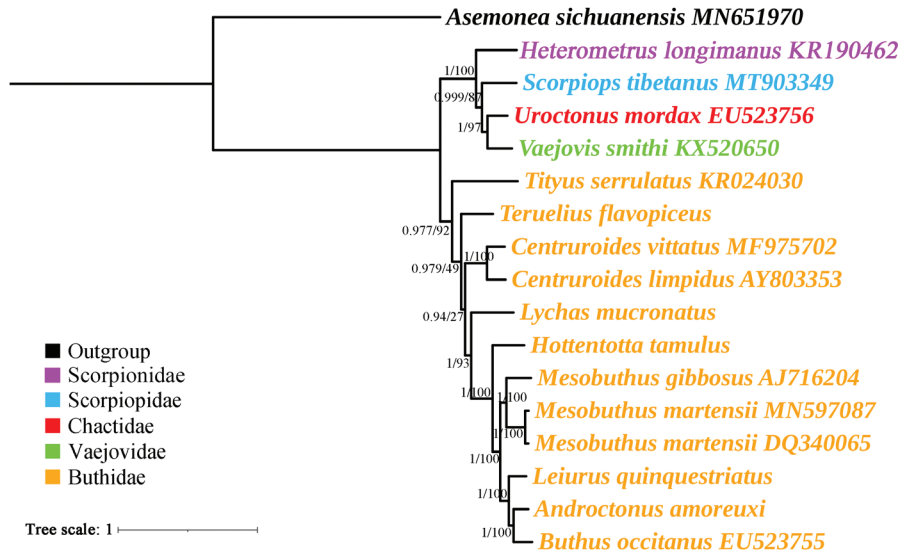 Asemonea sichuanensis MN651970
Heterometrus longimanus KR190462
1/100
Scorpiops tibetanus MT903349
0.999/87
Uroctonus mordax EU523756
1/97
Vaejovis smithi KX520650
Tityus serrulatus KR024030
Teruelius flavopiceus
0.977/92
Centruroides vittatus MF975702
1/100
0.979/49
Centruroides limpidus AY803353
Lychas mucronatus
0.94/27
Hottentotta tamulus
Outgroup
1/93
Scorpionidae
Mesobuthus gibbosus AJ716204
1/100
1/100
Scorpiopidae
Mesobuthus martensii MN597087
Chactidae
1/100
Mesobuthus martensii DQ340065
Vaejovidae
1/100
Buthidae
Leiurus quinquestriatus
1/100
Androctonus amoreuxi
Tree scale: 1
1/100
Buthus occitanus EU523755